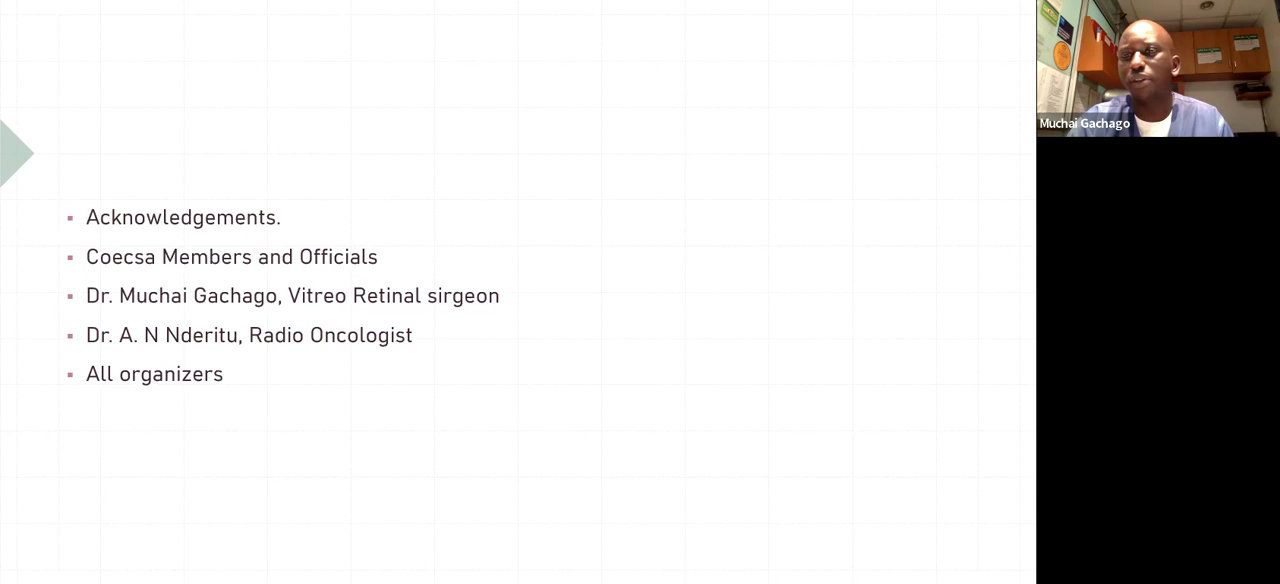 Acknowledgements.
Coecsa Members and Officials
Dr. Muchai Gachago, Vitreo Retinal sirgeon
Dr. A. N Nderitu, Radio Oncologist
All organizers
Muchai Gachago